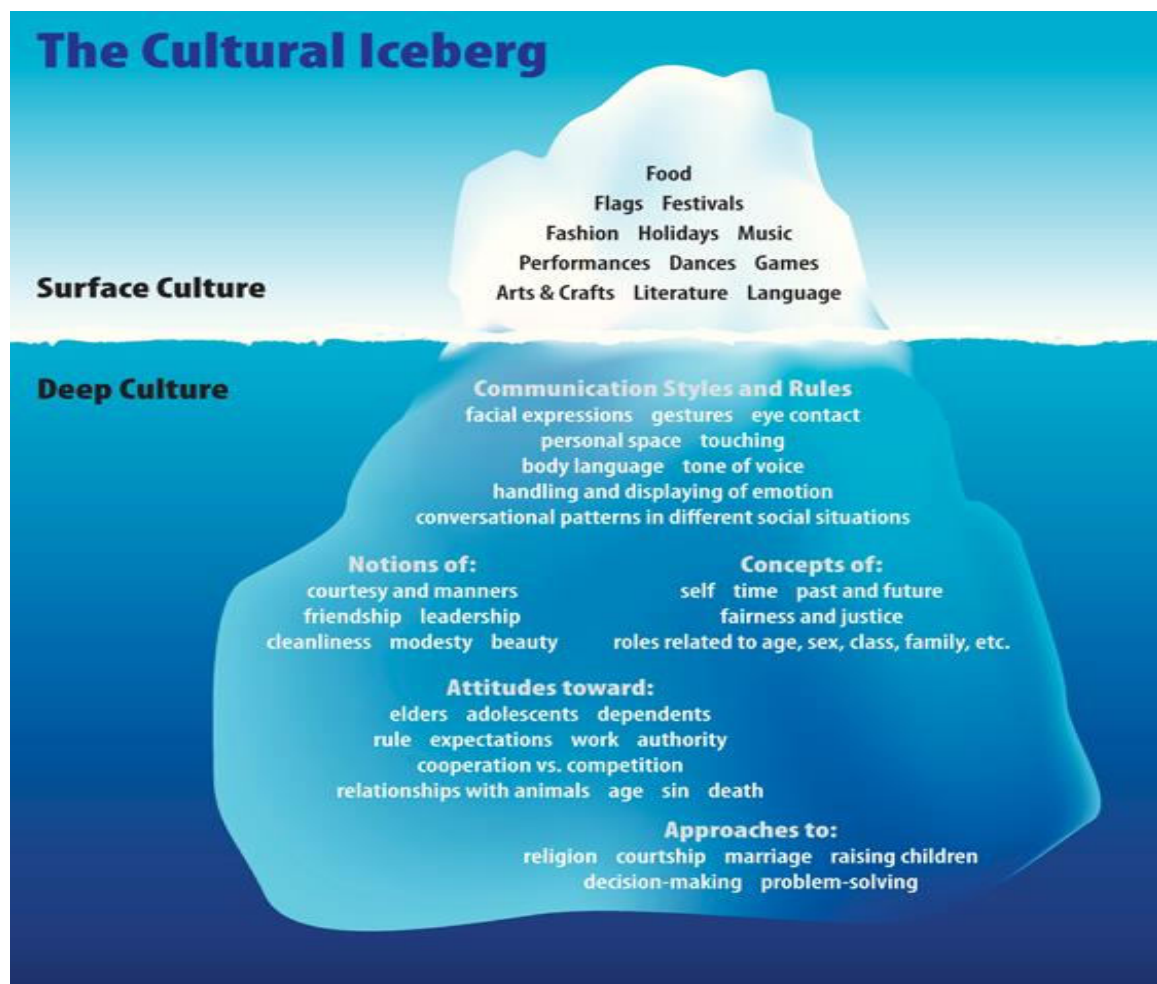 The Cultural Iceberg
Food
Flags Festivals
Fashion Holidays Music
Performances Dances Games
Surface Culture
Arts & Crafts Literature Language
Deep Culture
Communication Styles and Rules
facial expressions gestures eye contact
personal space touching
body language tone of voice
handling and displaying of emotion
conversational patterns in different social situations
Notions of:
courtesy and manners
friendship leadership
cleanliness modesty beauty
Concepts of:
self time past and future
fairness and justice
roles related to age, sex, class, family, etc.
Attitudes toward:
elders adolescents dependents
rule expectations work authority
cooperation vs. competition
relationships with animals age sin death
Approaches to:
religion courtship marriage raising children
decision-making problem-solving